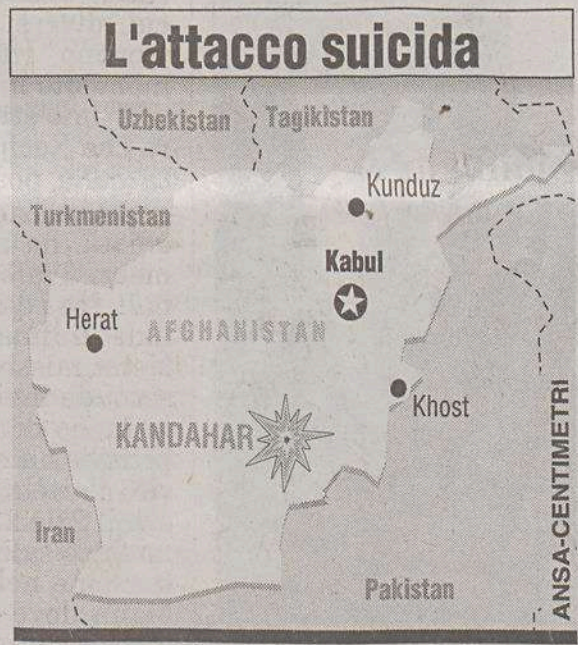 L'attacco suicida
Uzbekistan
Tagikistan
Kunduz
Turkmenistan
Kabul
Herat
AFGHANISTAN
Khost
KANDAHAR
Iran
Pakistan
ANSA-CENTIMETRI